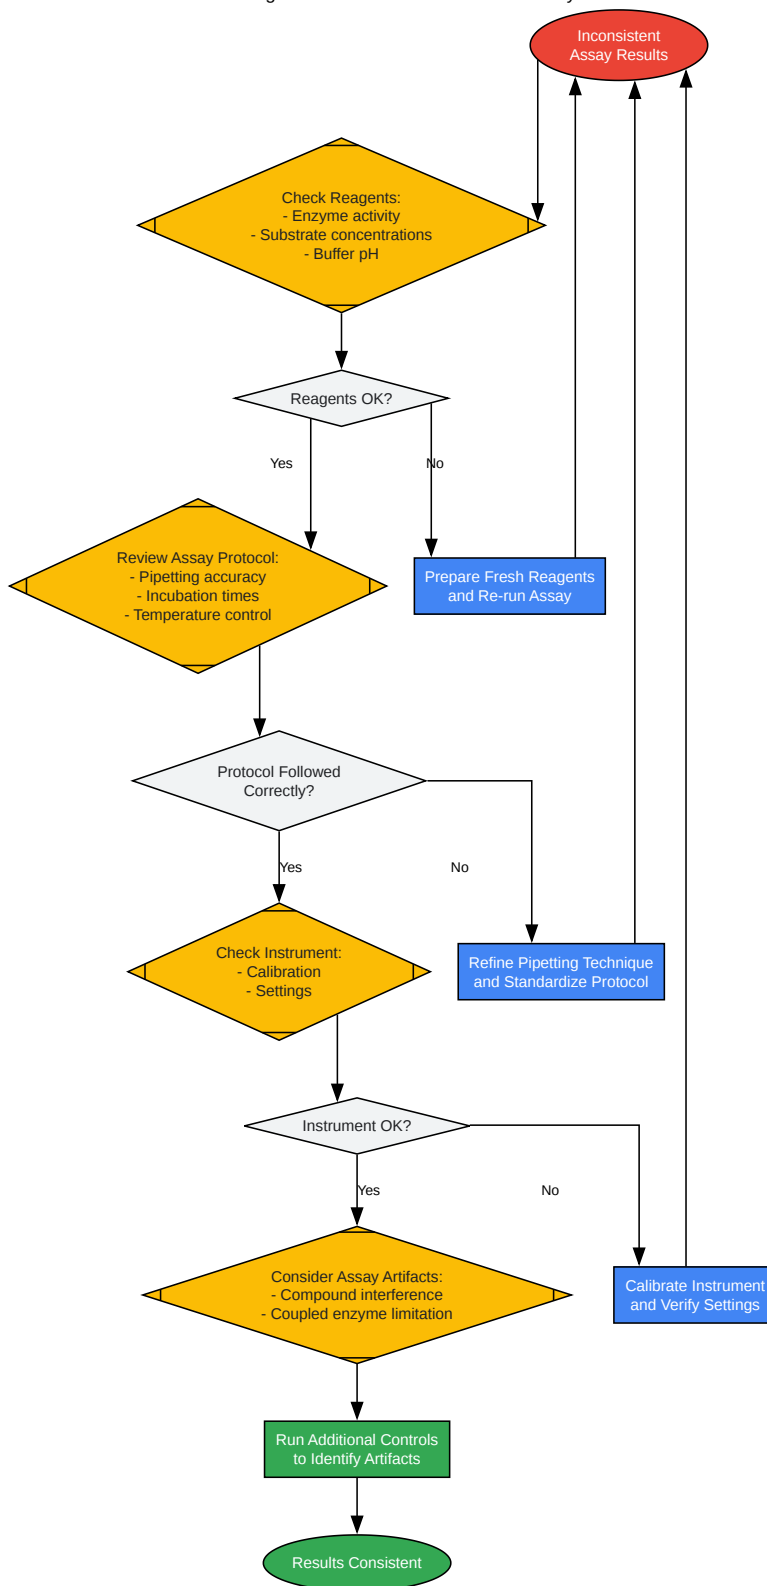 Inconsistent
Assay Results
Check Reagents:
- Enzyme activity
- Substrate concentrations
- Buffer pH
Reagents OK?
Yes
No
Review Assay Protocol:
- Pipetting accuracy
- Incubation times
- Temperature control
Prepare Fresh Reagents
and Re-run Assay
Protocol Followed
Correctly?
Yes
No
Check Instrument:
- Calibration
- Settings
Refine Pipetting Technique
and Standardize Protocol
Instrument OK?
Yes
No
Consider Assay Artifacts:
- Compound interference
- Coupled enzyme limitation
Calibrate Instrument
and Verify Settings
Run Additional Controls
to Identify Artifacts
Results Consistent